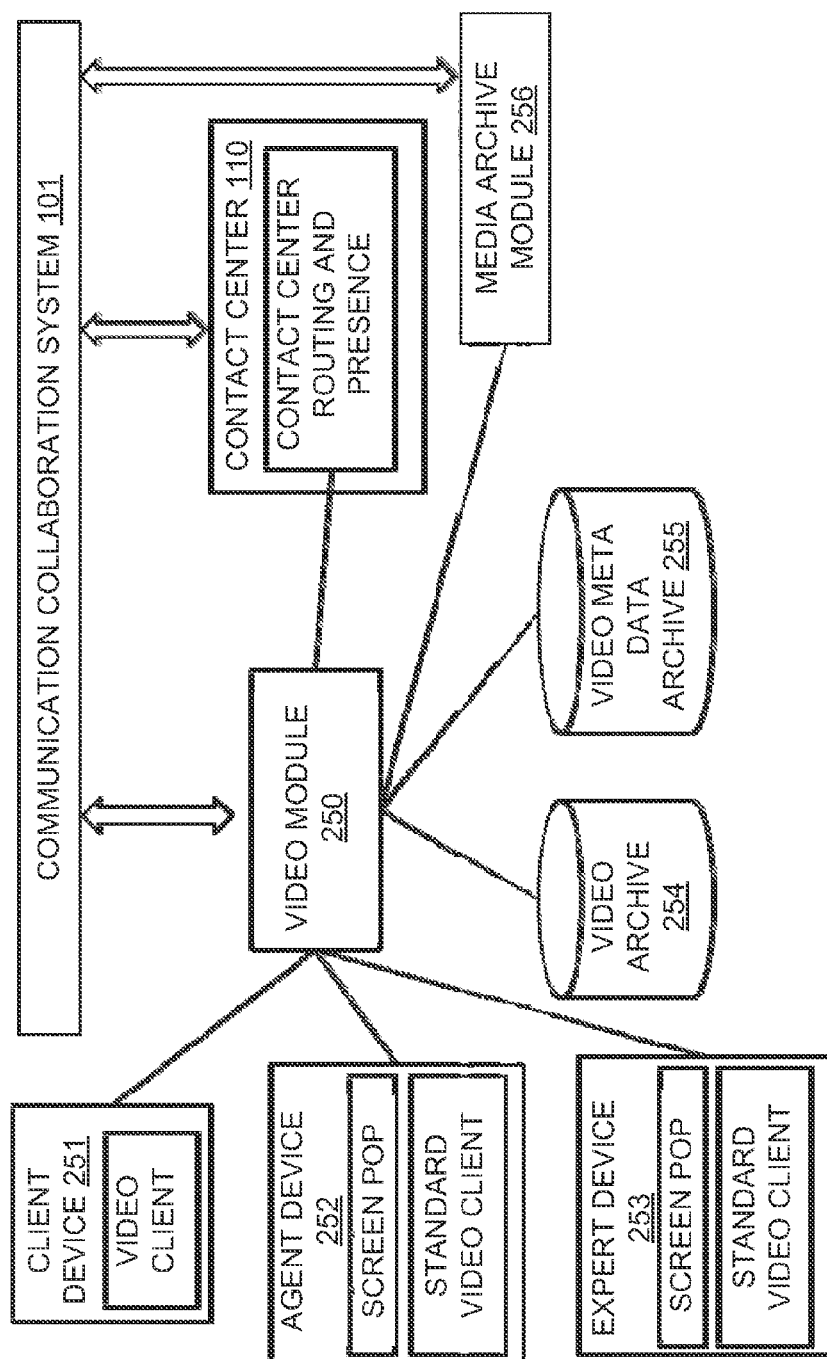 COMMUNICATION COLLABORATION SYSTEM 101
CLIENT
DEVICE 251
VIDEO
CLIENT
AGENT DEVICE
252
SCREEN POP
STANDARD
VIDEO CLIENT
EXPERT DEVICE
253
SCREEN POP
STANDARD
VIDEO CLIENT
VIDEO MODULE
250
CONTACT CENTER 110
CONTACT CENTER
ROUTING AND
PRESENCE
VIDEO
ARCHIVE
254
VIDEO META
DATA
ARCHIVE 255
MEDIA ARCHIVE
MODULE 256